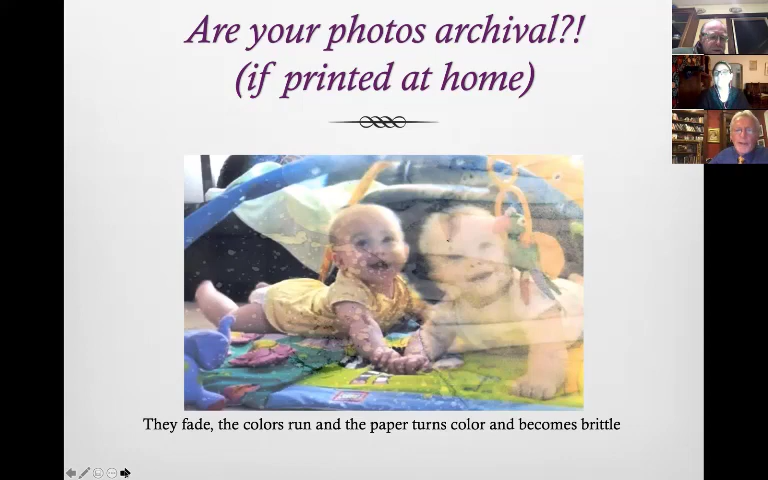 Are your photos archival?!
(if printed at home)
They fade, the colors run and the paper turns color and becomes brittle